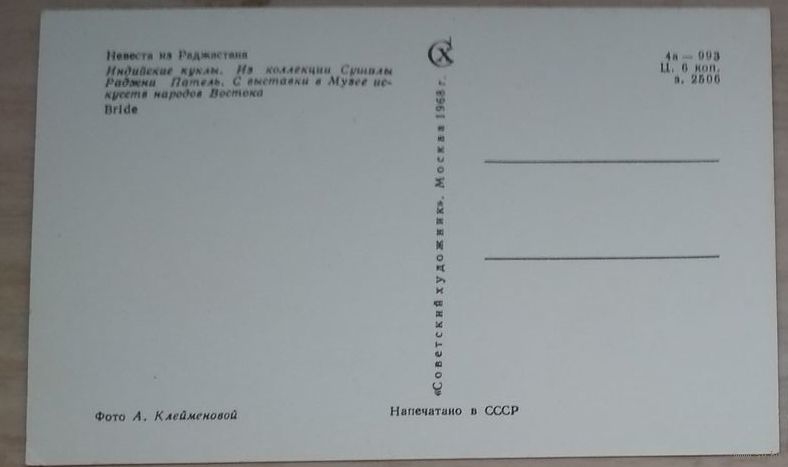 Невеста из Раджастана
Индийские куклы. Из коллекции Сушилы
Раджни Патель. С выставки в Музее ис-
кусств народов Востока
Bride
4а — 993
Ц. 6 коп.
з. 2506
«Советский художник». Москва 1968 г.
Фото А. Клейменовой
Напечатано в СССР